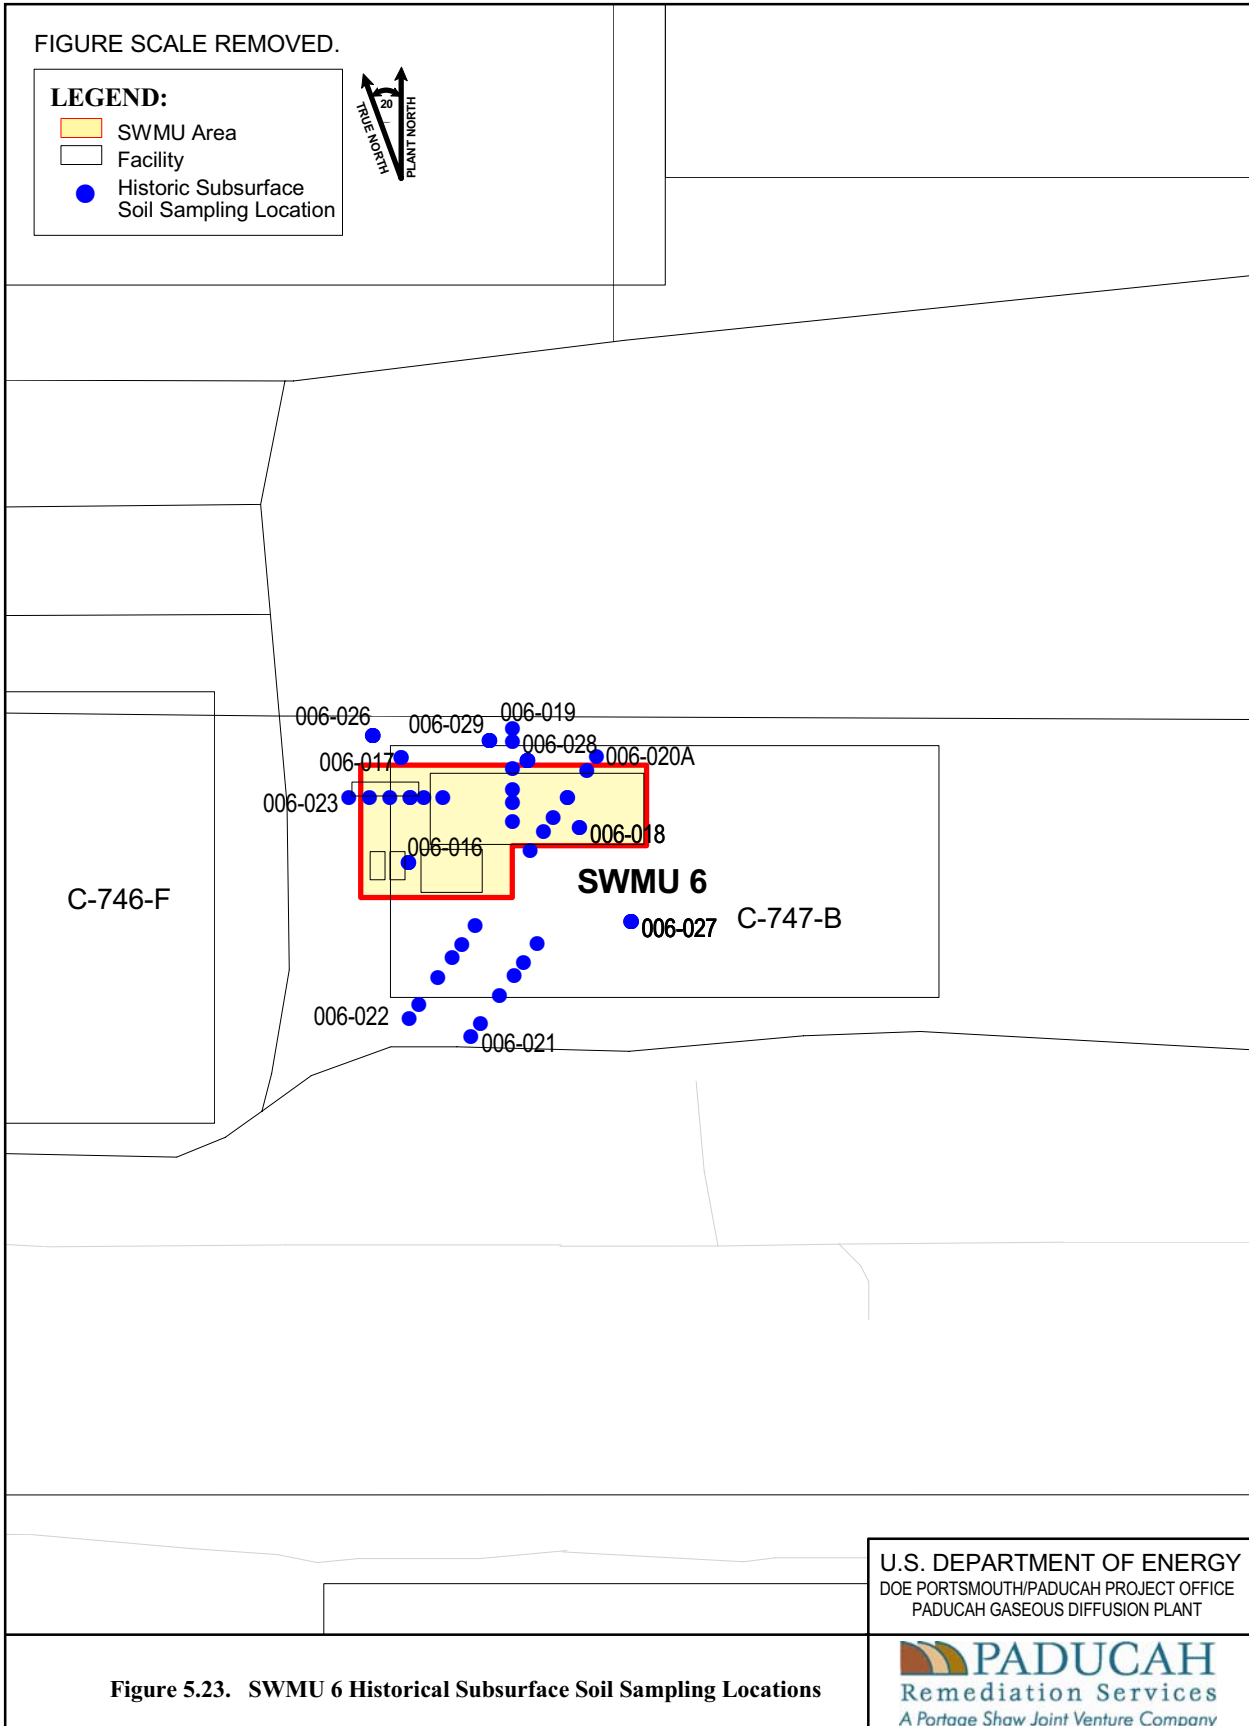 FIGURE SCALE REMOVED.
LEGEND:
SWMU Area
Facility
Historic Subsurface
Soil Sampling Location
20
TRUE NORTH
PLANT NORTH
006-026
006-029
006-019
006-028
006-017
006-020A
006-023
006-018
006-016
SWMU 6
C-746-F
C-747-B
006-027
006-022
006-021
U.S. DEPARTMENT OF ENERGY
DOE PORTSMOUTH/PADUCAH PROJECT OFFICE
PADUCAH GASEOUS DIFFUSION PLANT
Figure 5.23. SWMU 6 Historical Subsurface Soil Sampling Locations
PADUCAH
Remediation Services
A Portage Shaw Joint Venture Company